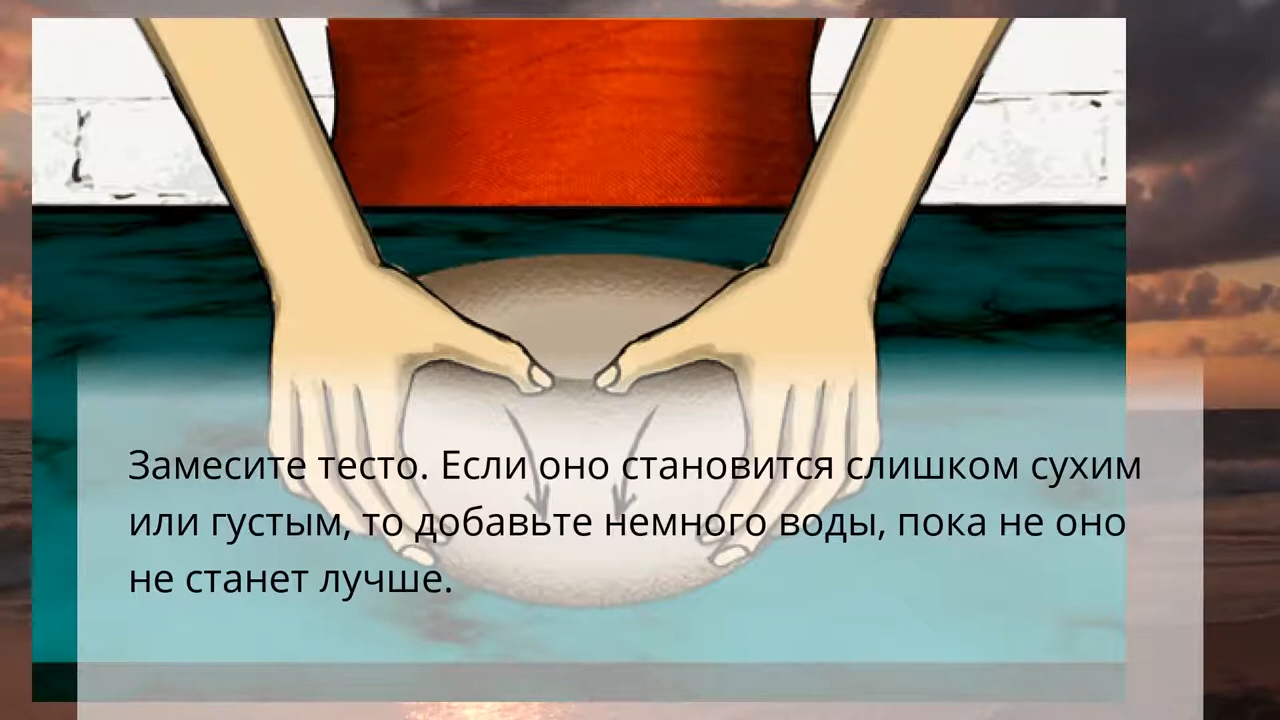 Замесите тесто. Если оно становится слишком сухим
или густым, то добавьте немного воды, пока не оно
не станет лучше.